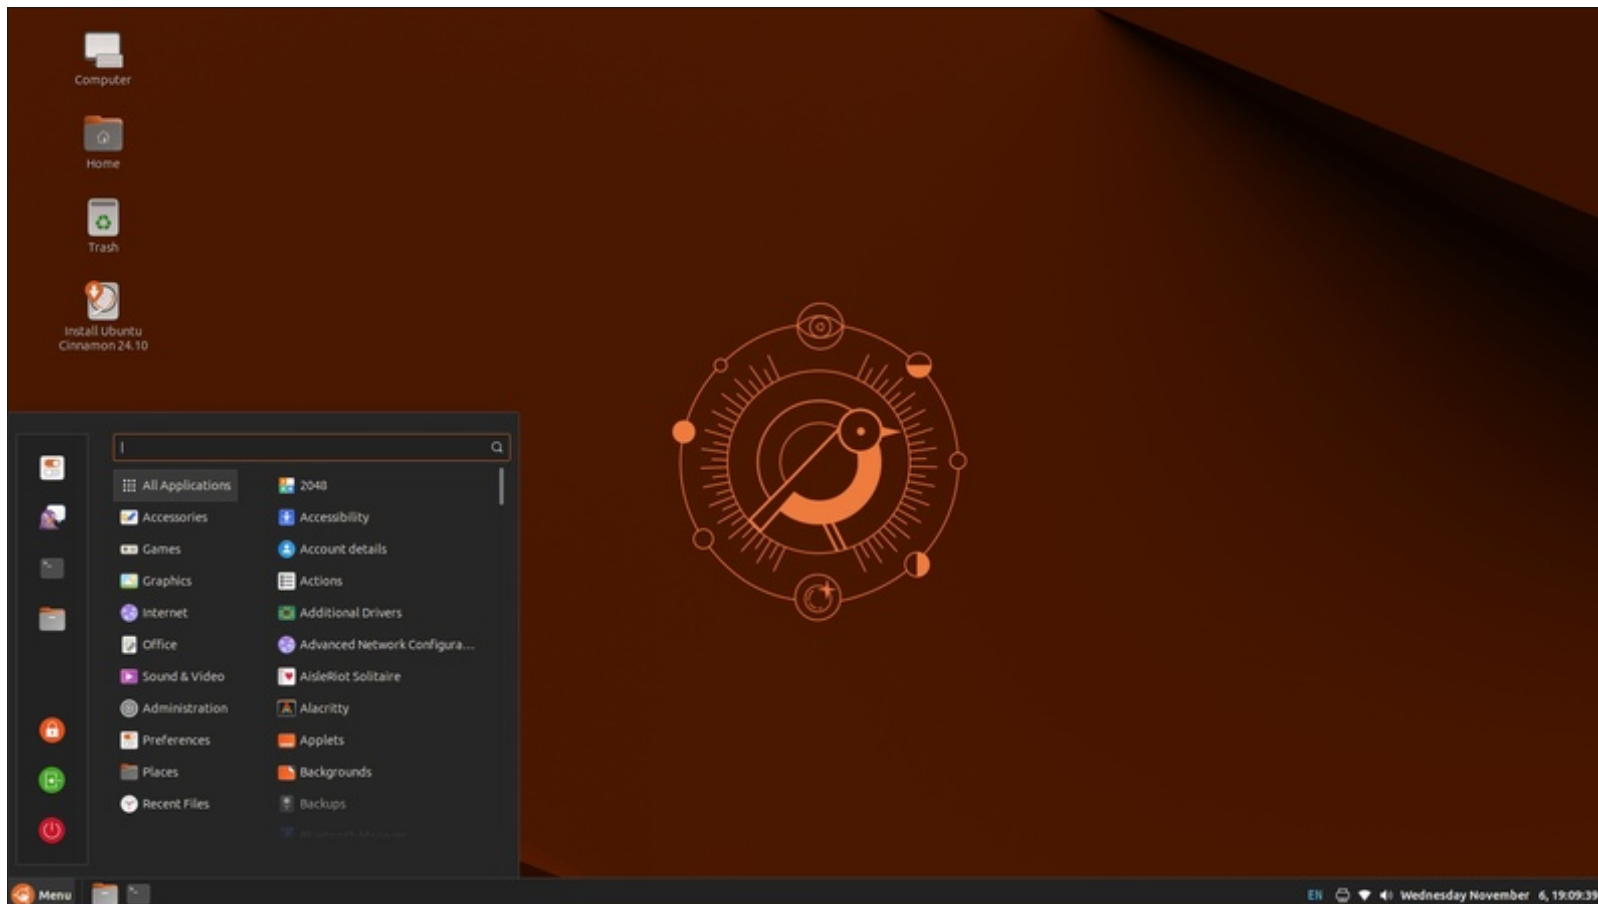 Computer
Home
Trash
Install Ubuntu
Cinnamon 24.10
All Applications
Accessories
Games
Graphics
Internet
Office
Sound & Video
Administration
Preferences
Places
Recent Files
2048
Accessibility
Account details
Actions
Additional Drivers
Advanced Network Configura...
AisleRiot Solitaire
Alacritty
Applets
Backgrounds
Backups
Bluetooth Manager
Menu
EN
Wednesday November 6, 19:09:39